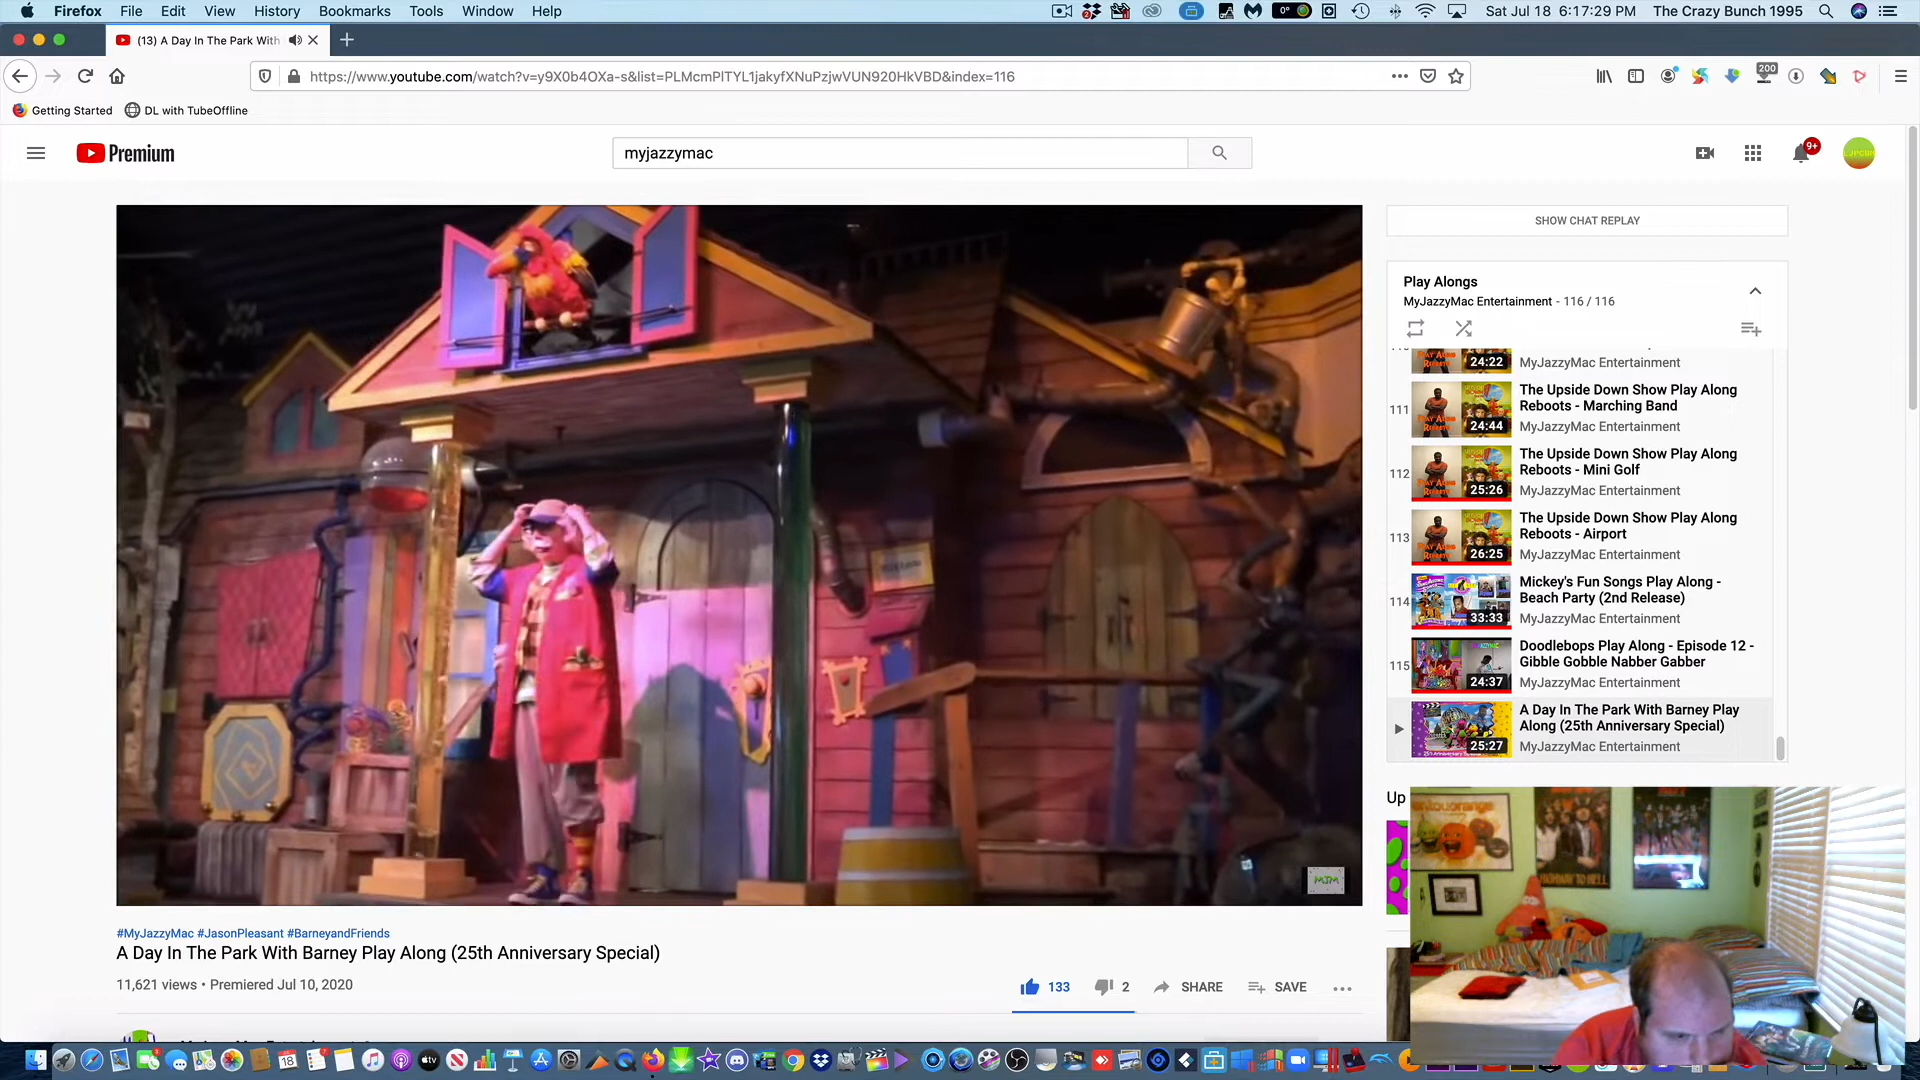 Firefox File Edit View History Bookmarks Tools Window Help
0° Sat Jul 18 6:17:29 PM The Crazy Bunch 1995
(13) A Day In The Park With
https://www.youtube.com/watch?v=y9X0b4OXa-s&list=PLMcmPlTYL1jakyfXNuPzjwVUN920HkVBD&index=116
200
Getting Started DL with TubeOffline
Premium
myjazzymac
9+
SHOW CHAT REPLAY
Play Alongs
MyJazzyMac Entertainment - 116 / 116
24:22
MyJazzyMac Entertainment
111
The Upside Down Show Play Along
Reboots - Marching Band
MyJazzyMac Entertainment
24:44
112
The Upside Down Show Play Along
Reboots - Mini Golf
MyJazzyMac Entertainment
25:26
113
The Upside Down Show Play Along
Reboots - Airport
MyJazzyMac Entertainment
26:25
114
Mickey's Fun Songs Play Along -
Beach Party (2nd Release)
MyJazzyMac Entertainment
33:33
115
Doodlebops Play Along - Episode 12 -
Gibble Gobble Nabber Gabber
MyJazzyMac Entertainment
24:37
A Day In The Park With Barney Play
Along (25th Anniversary Special)
MyJazzyMac Entertainment
25:27
Up
MJM
#MyJazzyMac #JasonPleasant #BarneyandFriends
A Day In The Park With Barney Play Along (25th Anniversary Special)
11,621 views • Premiered Jul 10, 2020
133 2 SHARE SAVE
HIGHWAY TO HELL